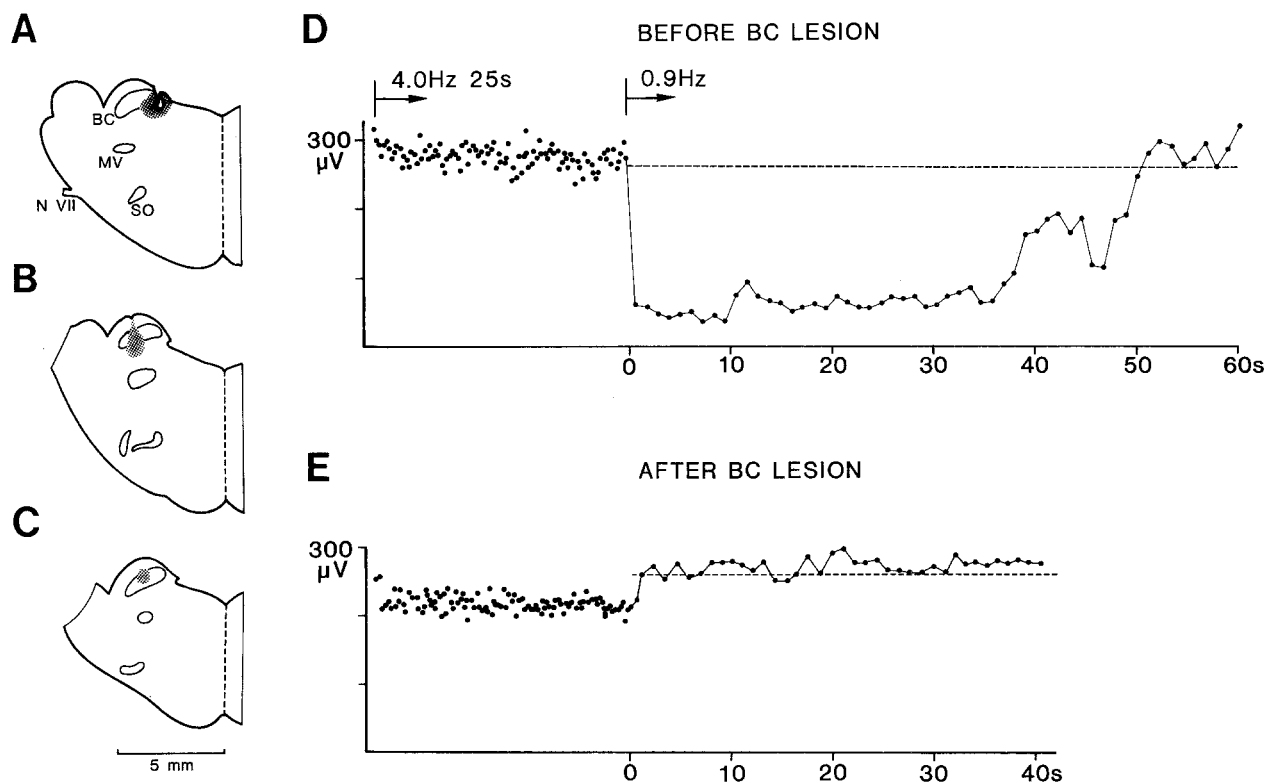 A
BC
MV
N VII
SO
B
C
5 mm
D
BEFORE BC LESION
4.0Hz 25s
0.9Hz
300
µV
0 10 20 30 40 50 60s
E
AFTER BC LESION
300
µV
0 10 20 30 40s